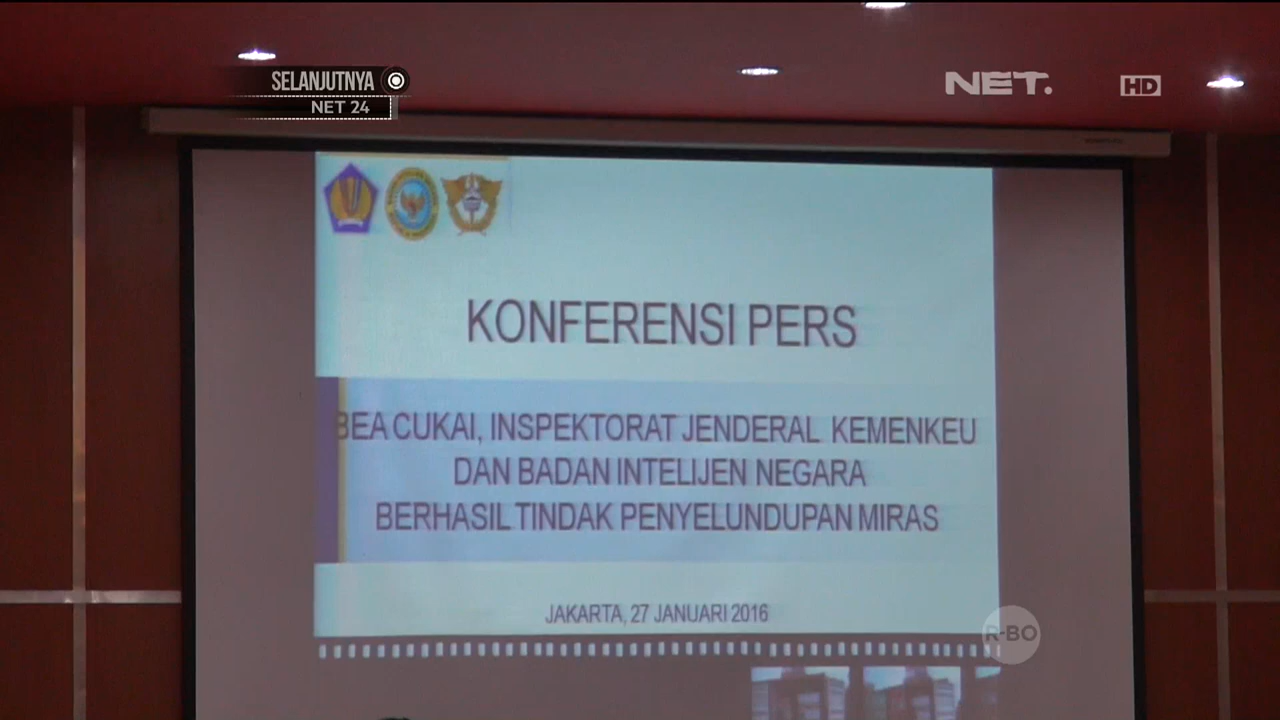 SELANJUTNYA
NET 24
NET.
HD
KONFERENSI PERS
BEA CUKAI, INSPEKTORAT JENDERAL KEMENKEU
DAN BADAN INTELIJEN NEGARA
BERHASIL TINDAK PENYELUNDUPAN MIRAS
JAKARTA, 27 JANUARI 2016
R-BO